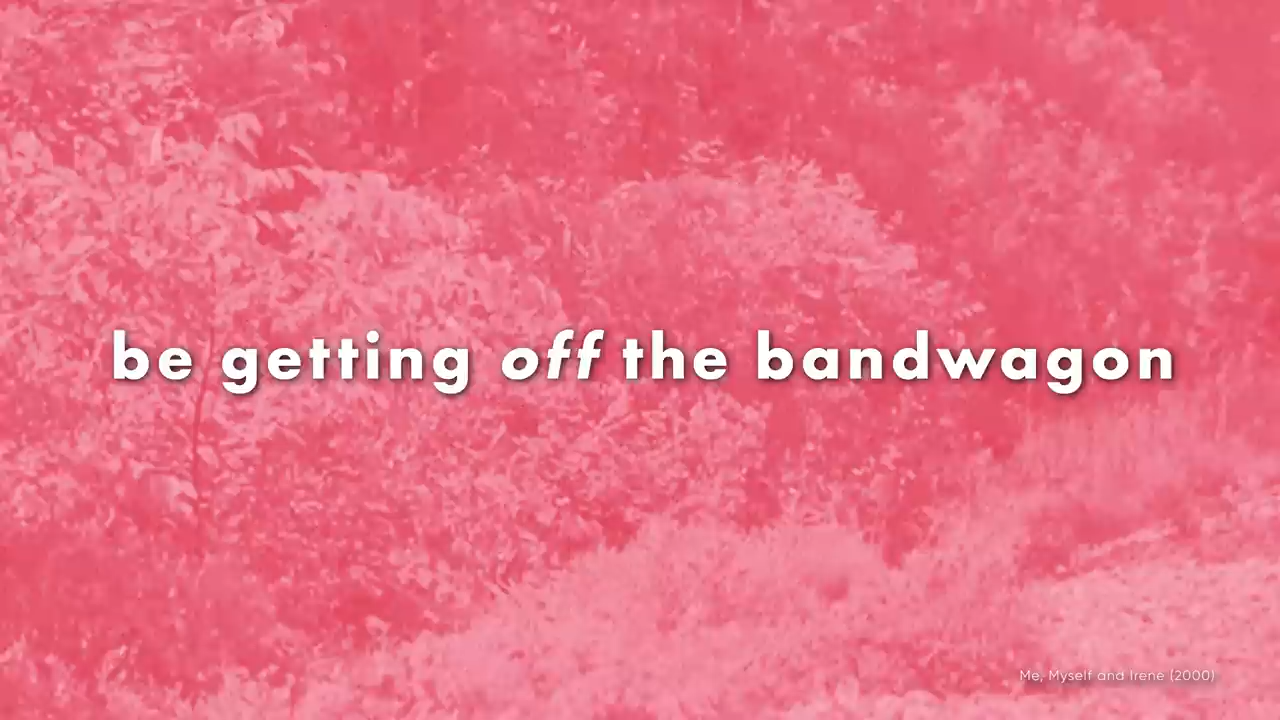 be getting off the bandwagon
Me, Myself and Irene (2000)